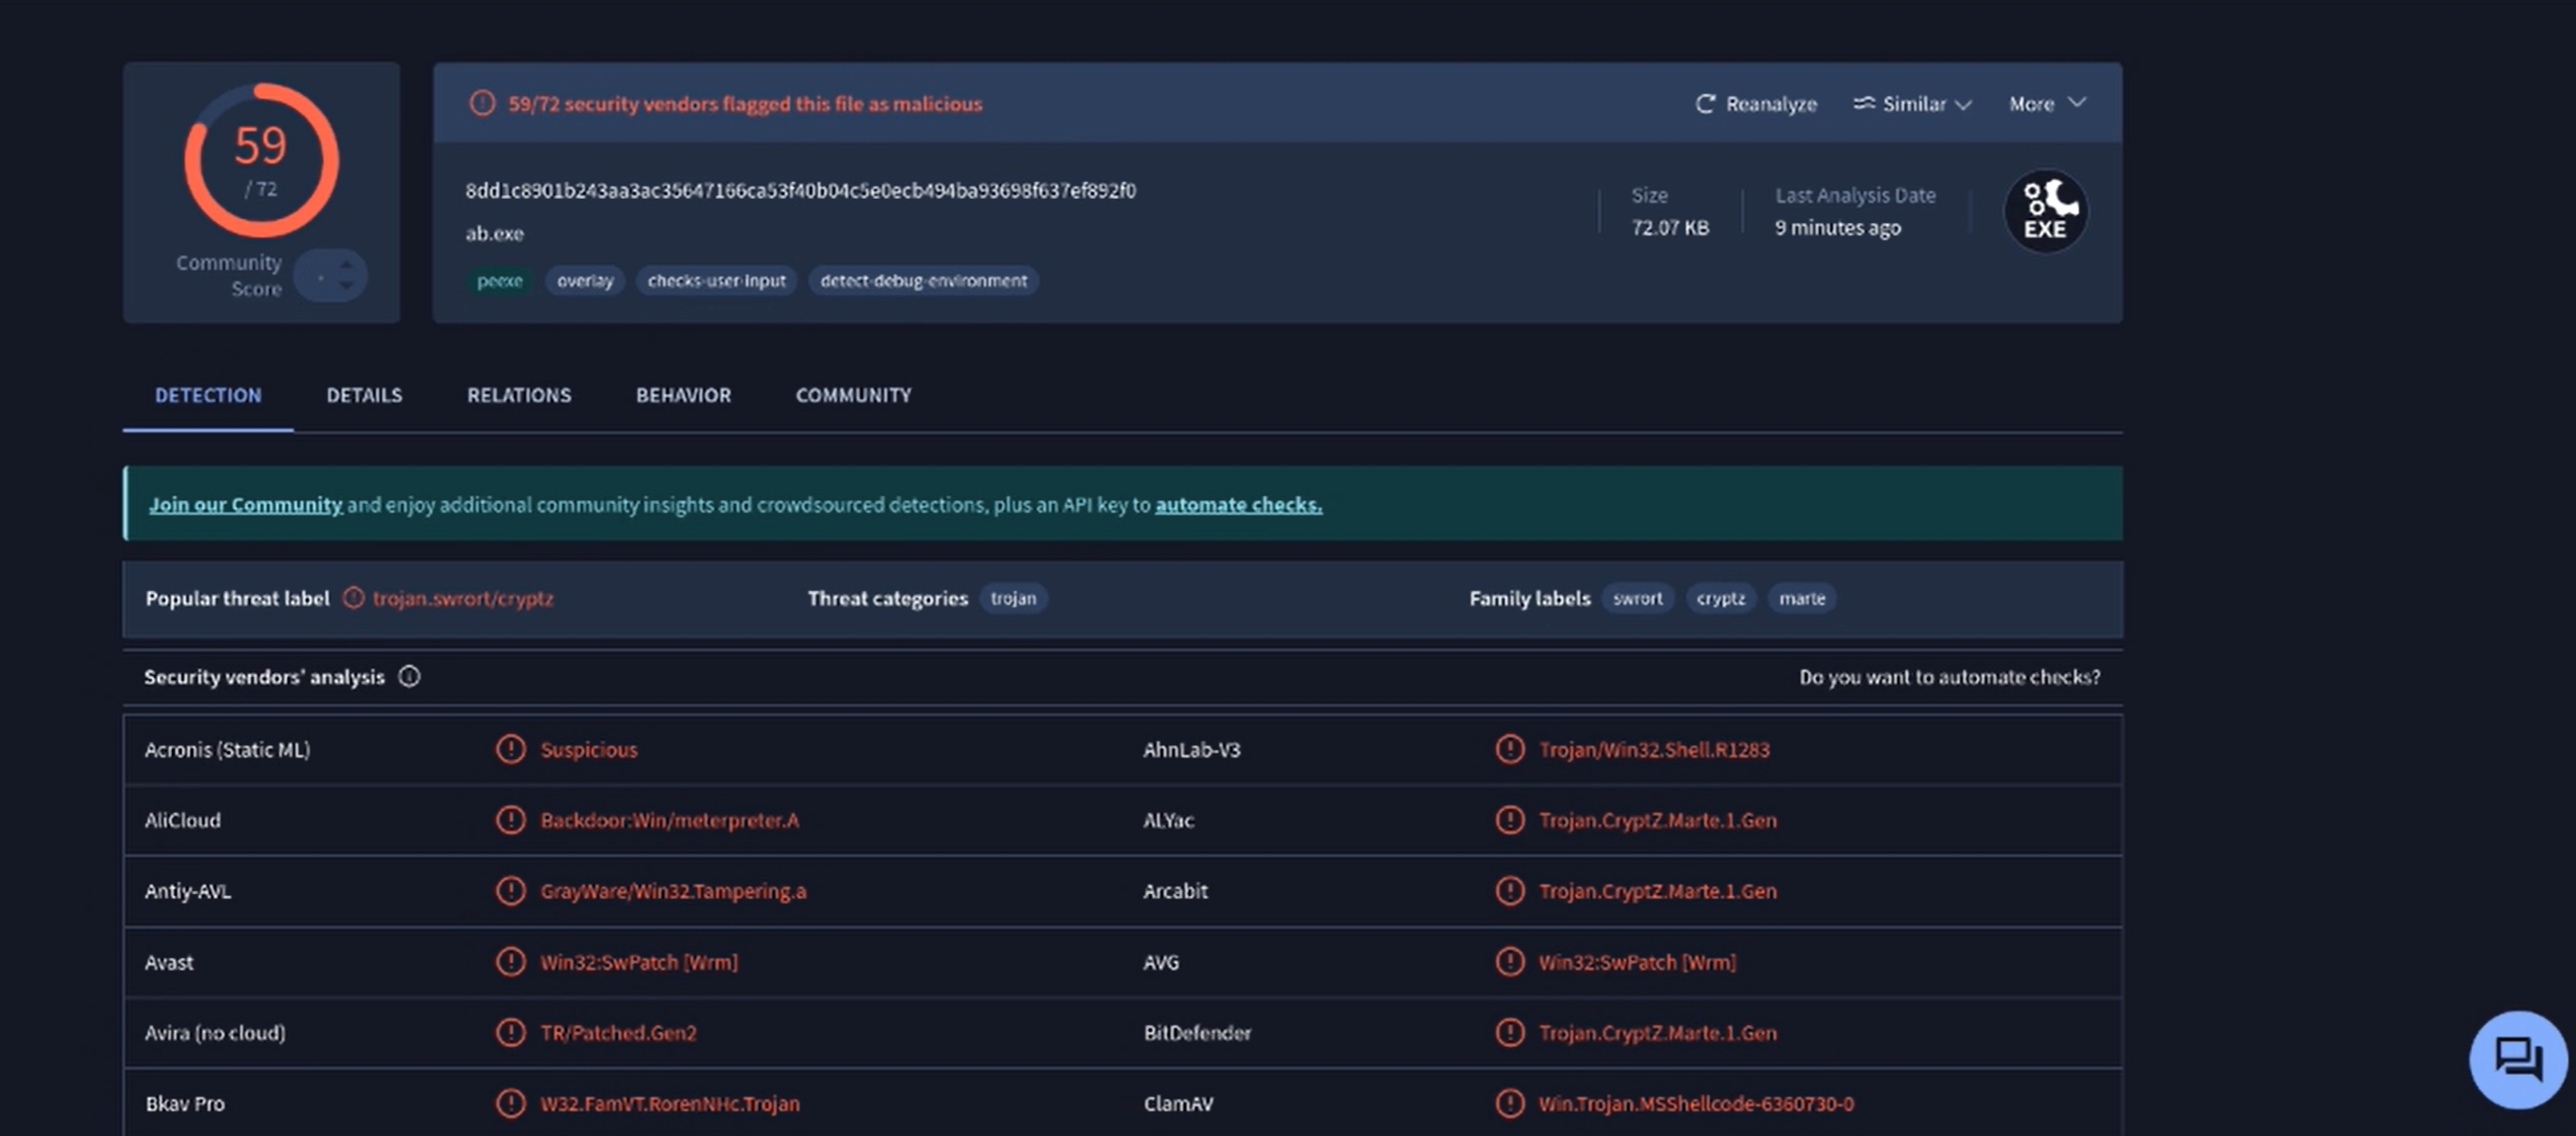 59
/ 72
Community
Score
59/72 security vendors flagged this file as malicious
Reanalyze Similar More
8dd1c8901b243aa3ac35647166ca53f40b04c5e0ecb494ba93698f637ef892f0
ab.exe
peexe overlay checks-user-input detect-debug-environment
Size
72.07 KB
Last Analysis Date
9 minutes ago
EXE
DETECTION DETAILS RELATIONS BEHAVIOR COMMUNITY
Join our Community and enjoy additional community insights and crowdsourced detections, plus an API key to automate checks.
Popular threat label trojan.swrort/cryptz Threat categories trojan Family labels swrort cryptz marte
Security vendors' analysis Do you want to automate checks?
Acronis (Static ML) Suspicious AhnLab-V3 Trojan/Win32.Shell.R1283
AliCloud Backdoor:Win/meterpreter.A ALYac Trojan.CryptZ.Marte.1.Gen
Antiy-AVL GrayWare/Win32.Tampering.a Arcabit Trojan.CryptZ.Marte.1.Gen
Avast Win32:SwPatch [Wrm] AVG Win32:SwPatch [Wrm]
Avira (no cloud) TR/Patched.Gen2 BitDefender Trojan.CryptZ.Marte.1.Gen
Bkav Pro W32.FamVT.RorenNHc.Trojan ClamAV Win.Trojan.MSShellcode-6360730-0